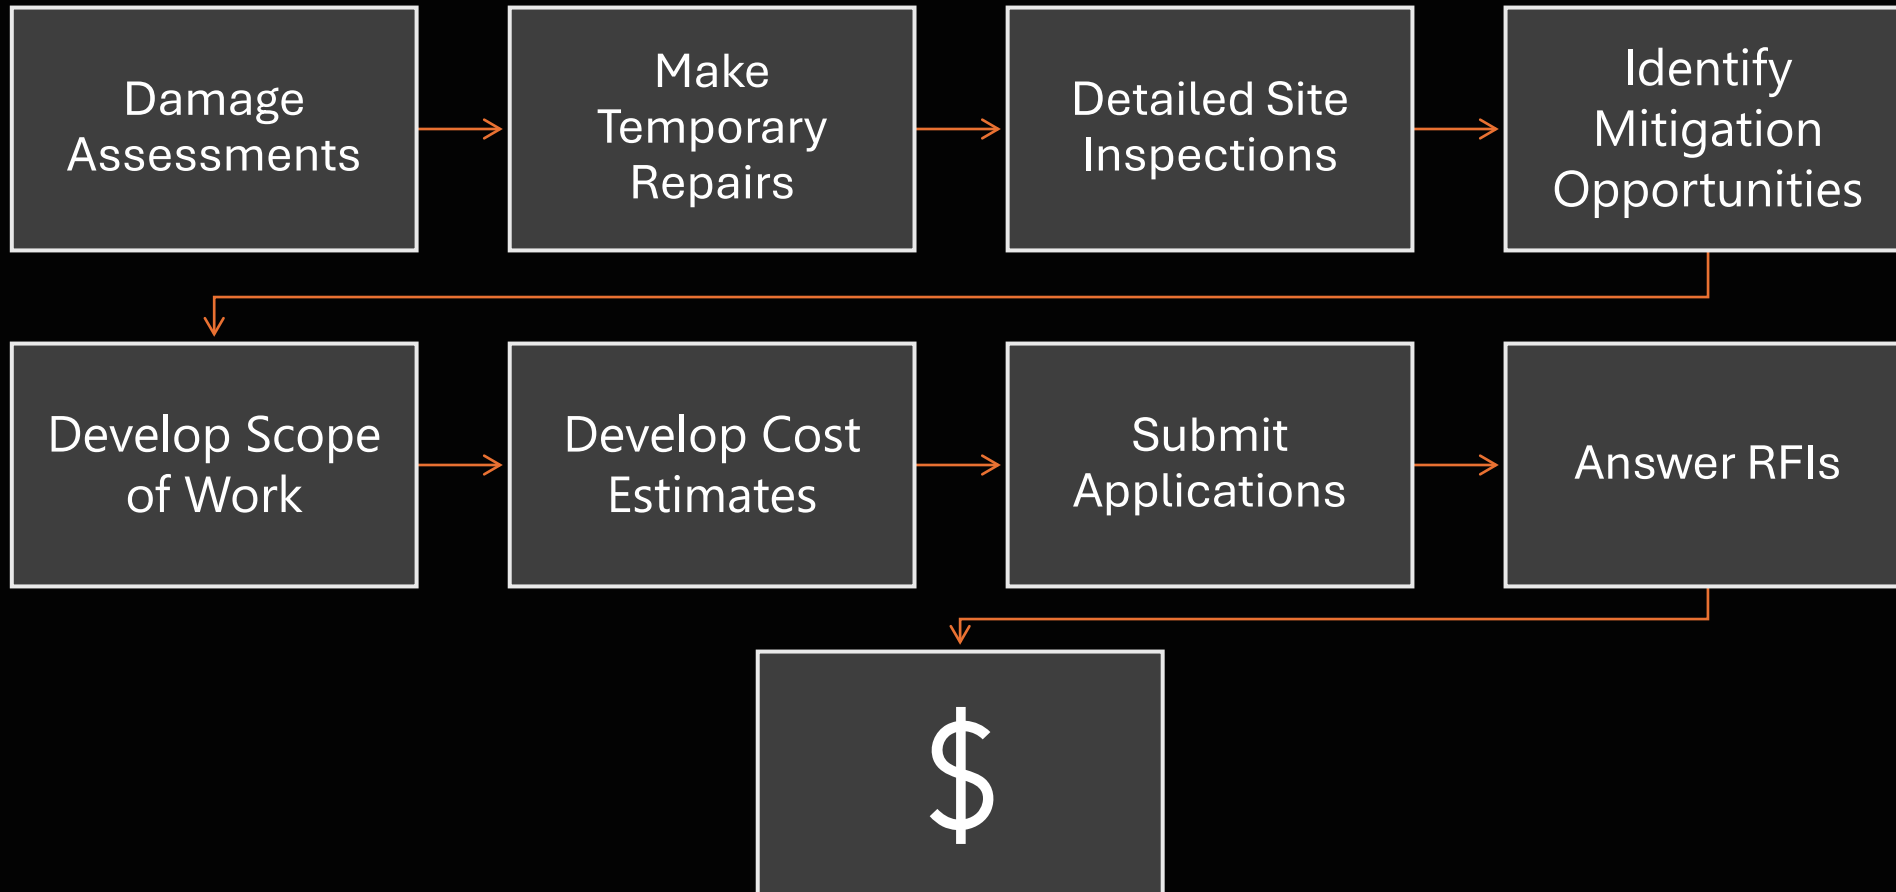 Damage
Assessments
Make
Temporary
Repairs
Detailed Site
Inspections
Identify
Mitigation
Opportunities
Develop Scope
of Work
Develop Cost
Estimates
Submit
Applications
Answer RFIs
$